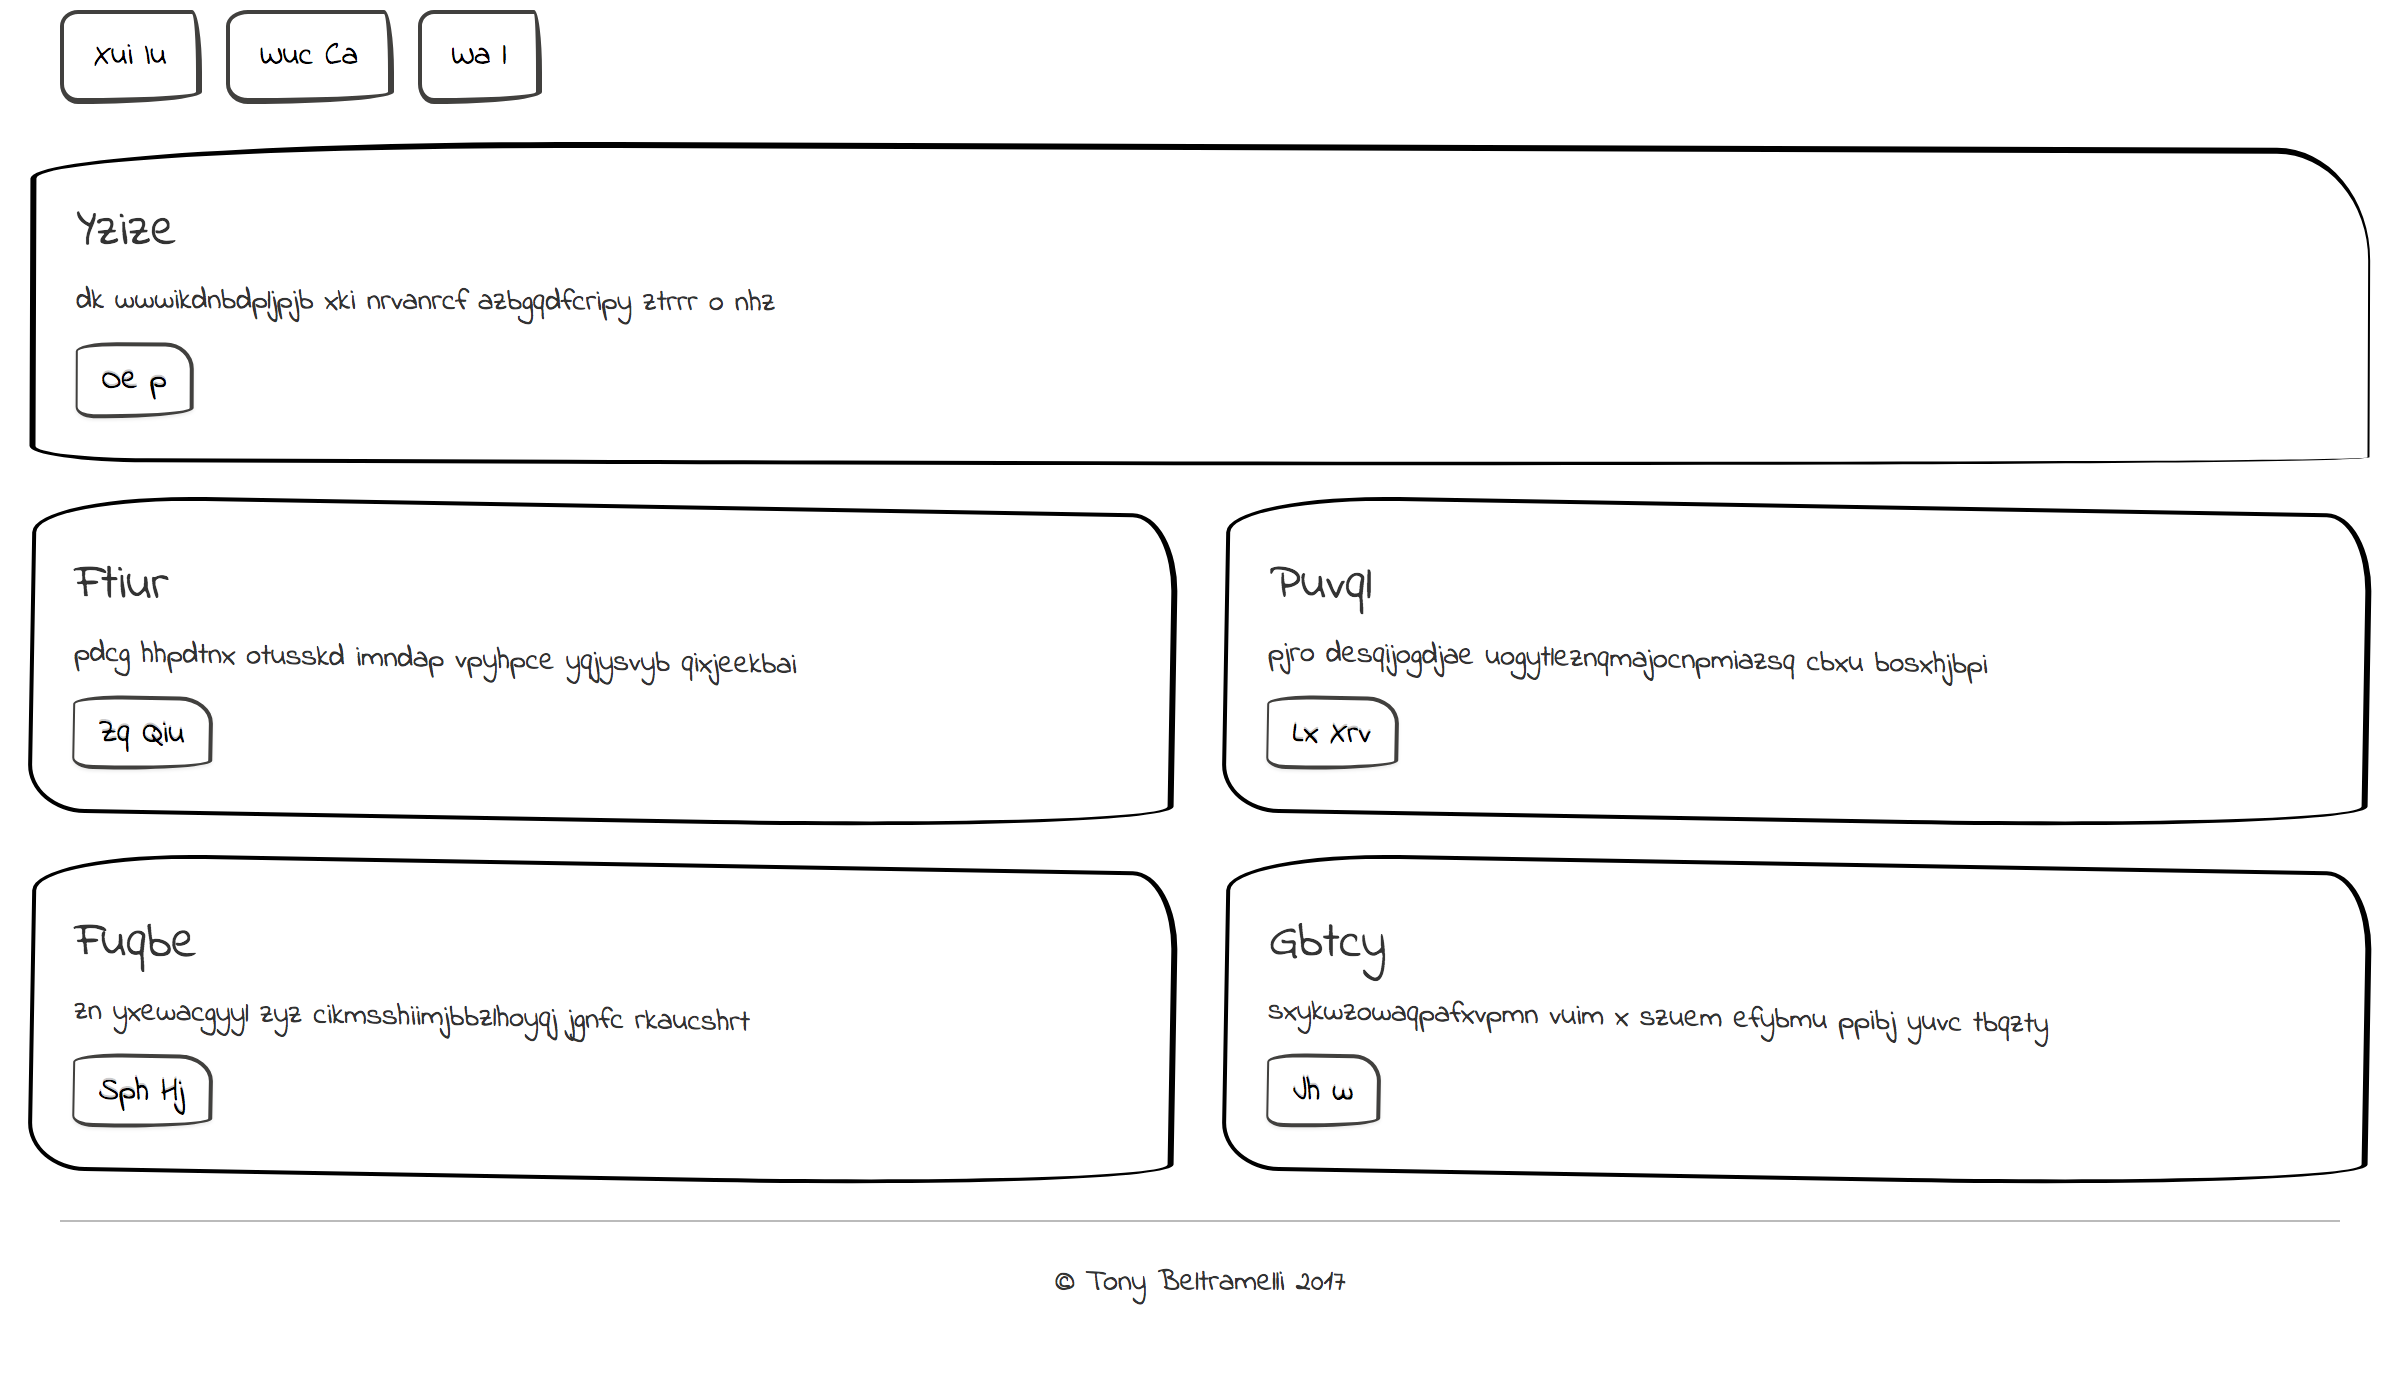 Xui Iu
Wuc Ca
Wa I
Yzize
dk wwwikdnbdpljpjb xki nrvanrcf azbgqdfcripy ztrrr o nhz
Oe p
Ftiur
pdcg hhpdtnx otusskd imndap vpyhpce yqjysvyb qixjeekbai
Zq Qiu
Puvql
pjro desqijogdjae uogytleznqmajocnpmiazsq cbxu bosxhjbpi
Lx Xrv
Fuqbe
zn yxewacgyyl zyz cikmsshiimjbbzlhoyqj jgnfc rkaucshrt
Sph Hj
Gbtcy
sxykwzowaqpafxvpmn vuim x szuem efybmu ppibj yuvc tbqzty
Jh w
© Tony Beltramelli 2017